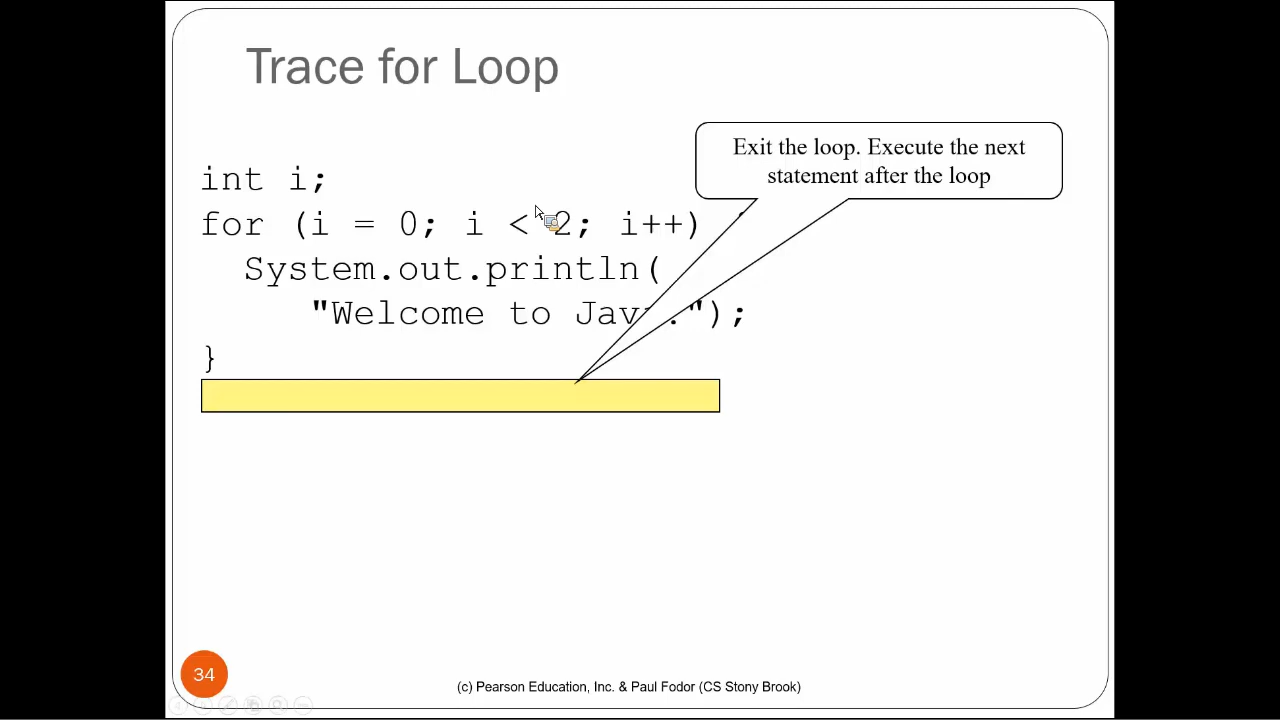 Trace for Loop
Exit the loop. Execute the next
statement after the loop
int i;
for (i = 0; i < 2; i++)
System.out.println(
"Welcome to Java!");
}
34
(c) Pearson Education, Inc. & Paul Fodor (CS Stony Brook)